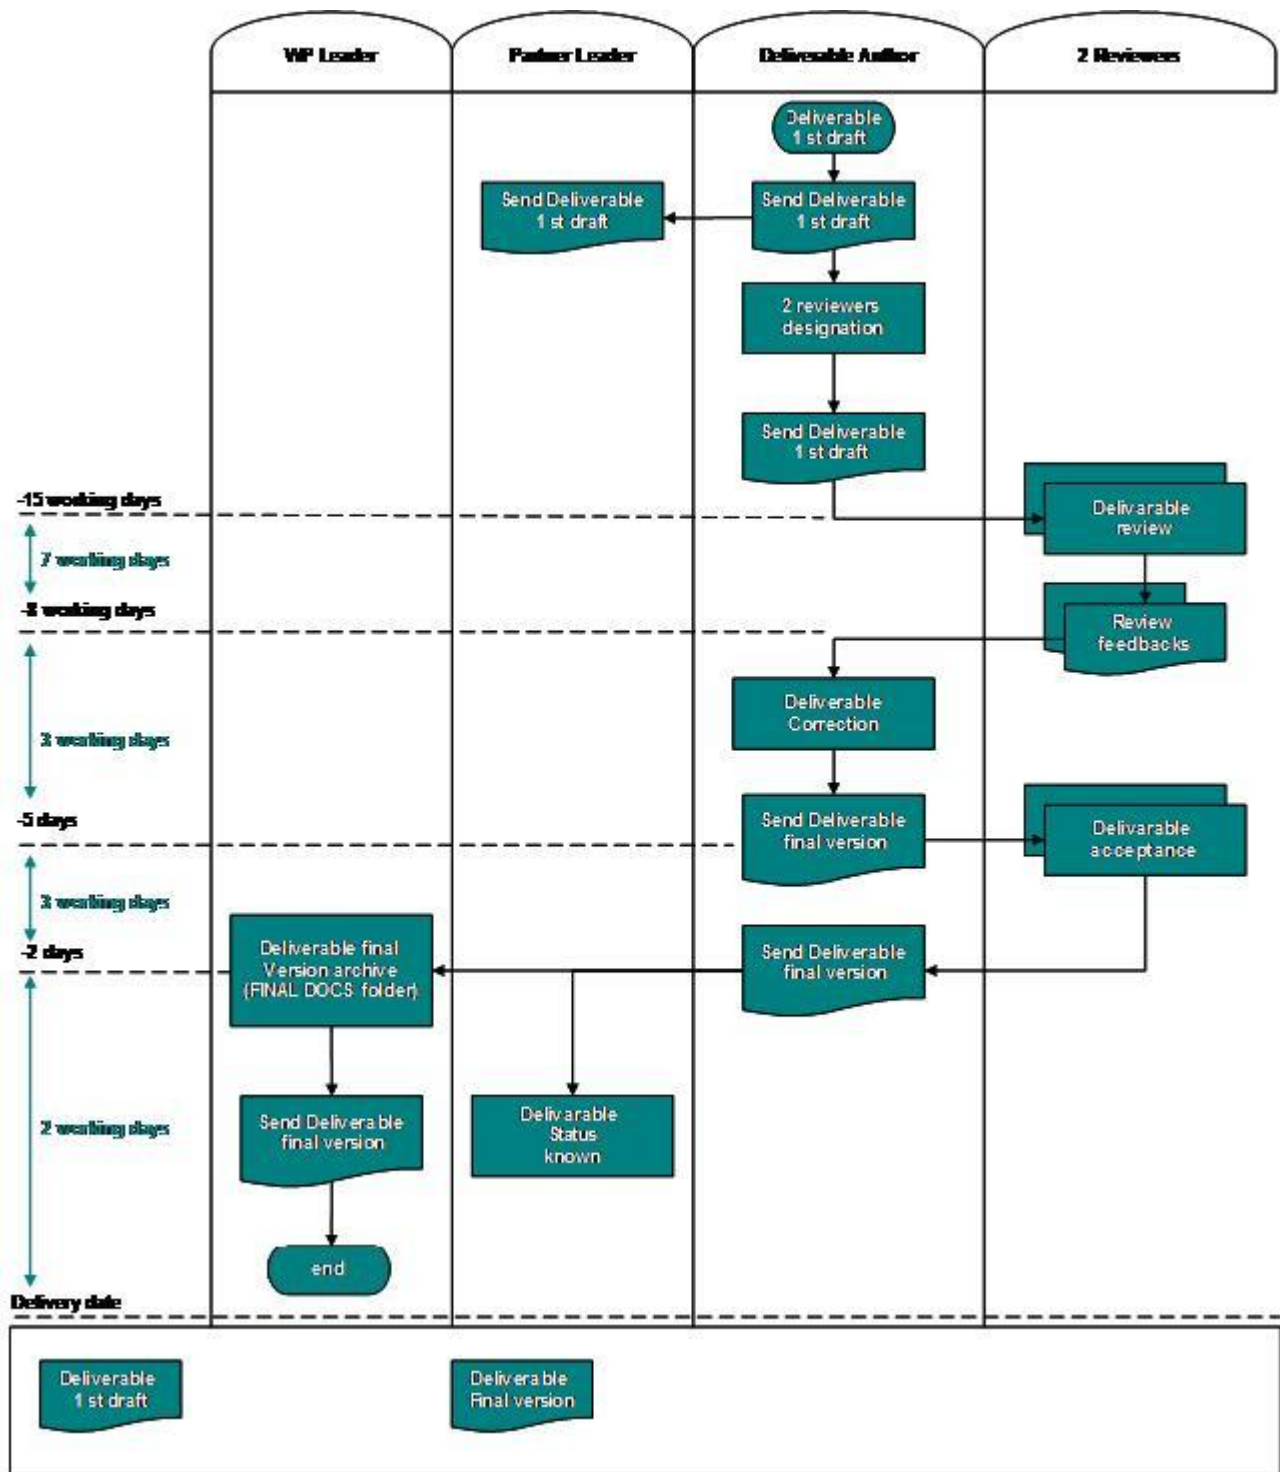 WP Leader
Partner Leader
Deliverable Author
2 Reviewers
Deliverable
1 st draft
Send Deliverable
1 st draft
Send Deliverable
1 st draft
2 reviewers
designation
Send Deliverable
1 st draft
-15 working days
Delivarable
review
7 working days
-8 working days
Review
feedbacks
Deliverable
Correction
3 working days
-5 days
Send Deliverable
final version
Delivarable
acceptance
3 working days
-2 days
Deliverable final
Version archive
(FINAL DOCS folder)
Send Deliverable
final version
2 working days
Send Deliverable
final version
Delivarable
Status
known
end
Delivery date
Deliverable
1 st draft
Deliverable
Final version